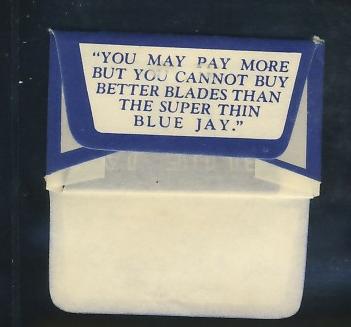 “YOU MAY PAY MORE
BUT YOU CANNOT BUY
BETTER BLADES THAN
THE SUPER THIN
BLUE JAY.”